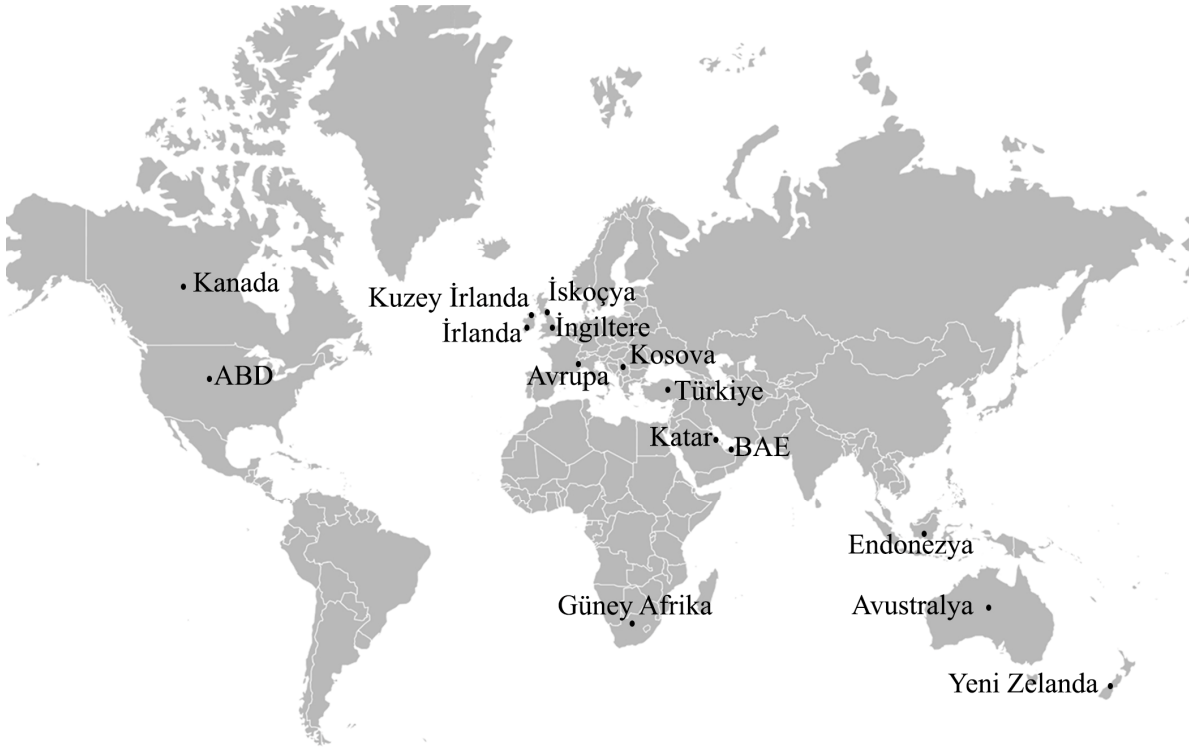 Kanada
Kuzey İrlanda
İskoçya
İrlanda
İngiltere
Kosova
ABD
Avrupa
Türkiye
Katar
BAE
Endonezya
Güney Afrika
Avustralya
Yeni Zelanda